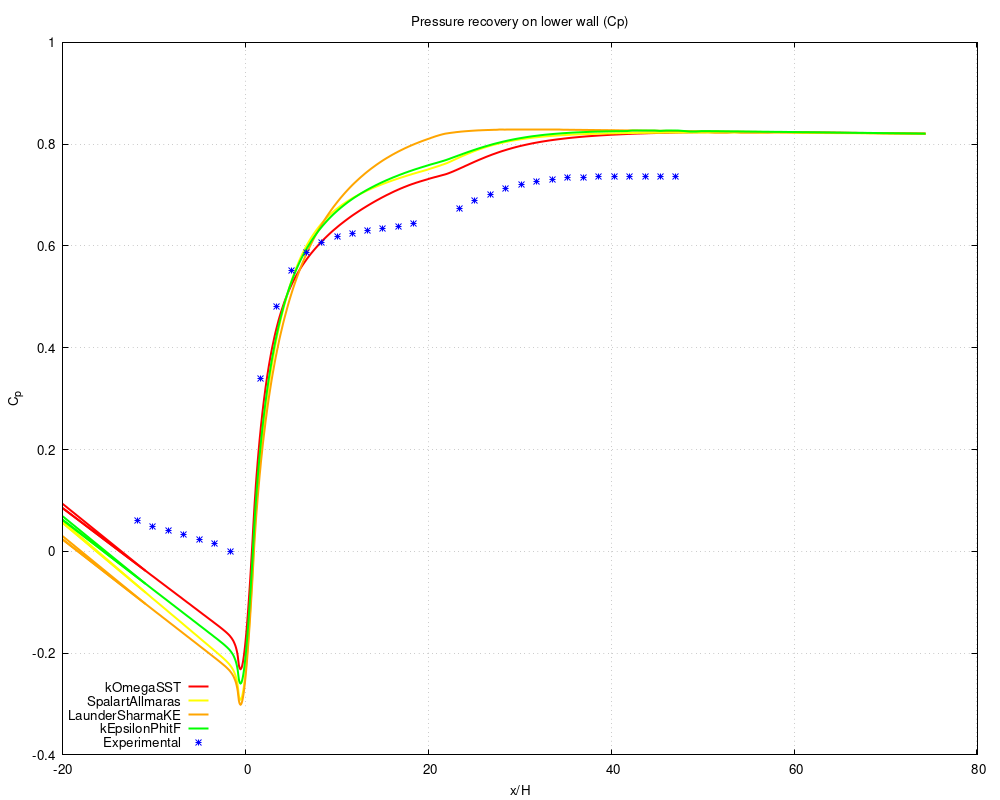 Pressure recovery on lower wall (Cp)
1
0.8
0.6
0.4
0.2
0
-0.2
-0.4
Cp
kOmegaSST
SpalartAllmaras
LaunderSharmaKE
kEpsilonPhitF
Experimental
-20 0 20 40 60 80
x/H